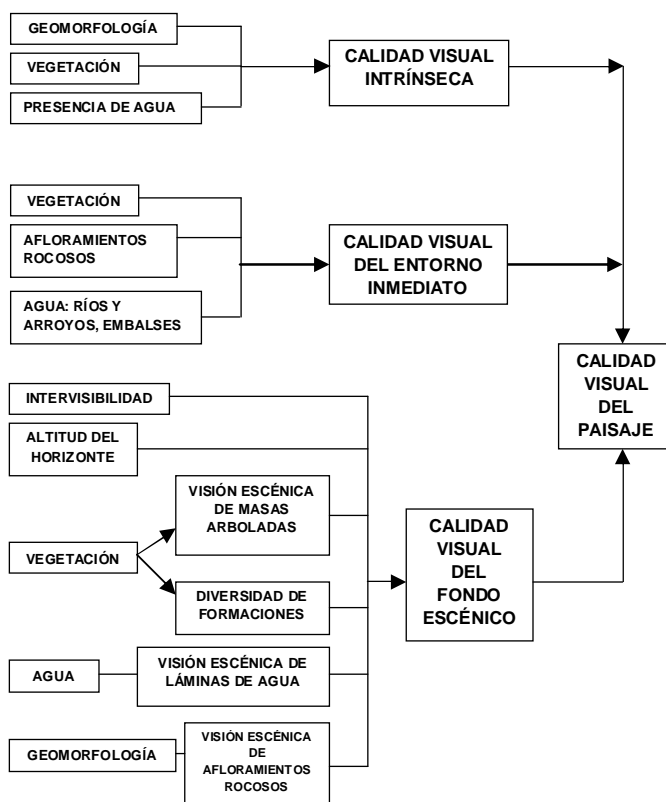 GEOMORFOLOGÍA
VEGETACIÓN
PRESENCIA DE AGUA
CALIDAD VISUAL
INTRÍNSECA
VEGETACIÓN
AFLORAMIENTOS
ROCOSOS
AGUA: RÍOS Y
ARROYOS, EMBALSES
CALIDAD VISUAL
DEL ENTORNO
INMEDIATO
CALIDAD
VISUAL
DEL
PAISAJE
INTERVISIBILIDAD
ALTITUD DEL
HORIZONTE
VEGETACIÓN
VISIÓN ESCÉNICA
DE MASAS
ARBOLADAS
DIVERSIDAD DE
FORMACIONES
AGUA
VISIÓN ESCÉNICA DE
LÁMINAS DE AGUA
GEOMORFOLOGÍA
VISIÓN ESCÉNICA
DE
AFLORAMIENTOS
ROCOSOS
CALIDAD
VISUAL
DEL
FONDO
ESCÉNICO